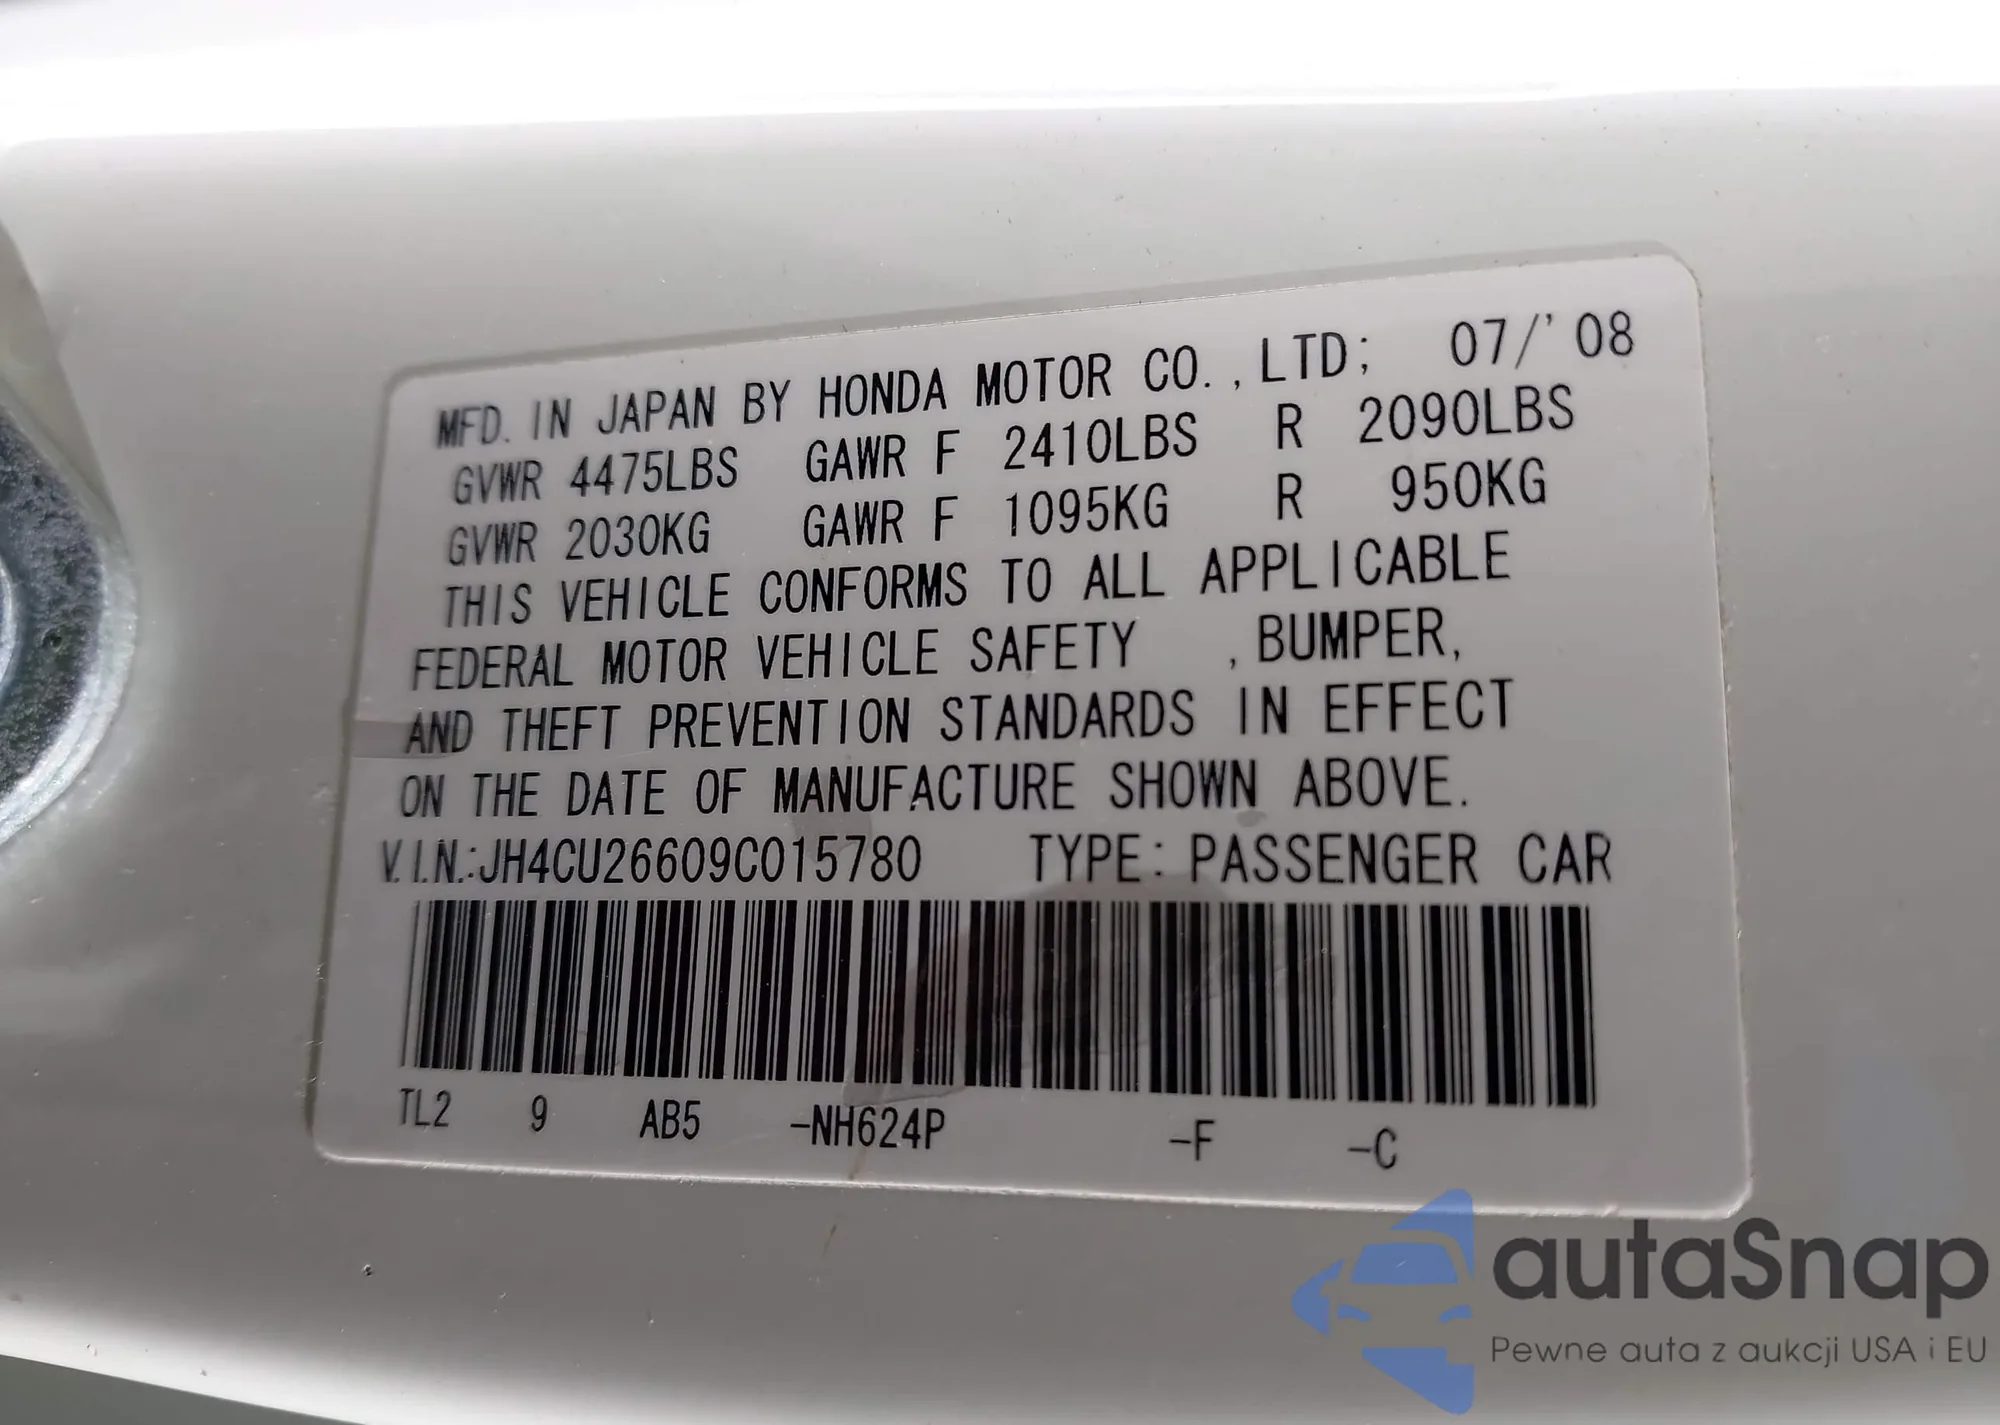 MFD. IN JAPAN BY HONDA MOTOR CO., LTD; 07/'08
GVWR 4475LBS GAWR F 2410LBS R 2090LBS
GVWR 2030KG GAWR F 1095KG R 950KG
THIS VEHICLE CONFORMS TO ALL APPLICABLE
FEDERAL MOTOR VEHICLE SAFETY , BUMPER,
AND THEFT PREVENTION STANDARDS IN EFFECT
ON THE DATE OF MANUFACTURE SHOWN ABOVE.
V.I.N.:JH4CU26609C015780 TYPE: PASSENGER CAR
TL2 9 AB5 -NH624P -F -C
autaSnap
Pewne auta z aukcji USA i EU